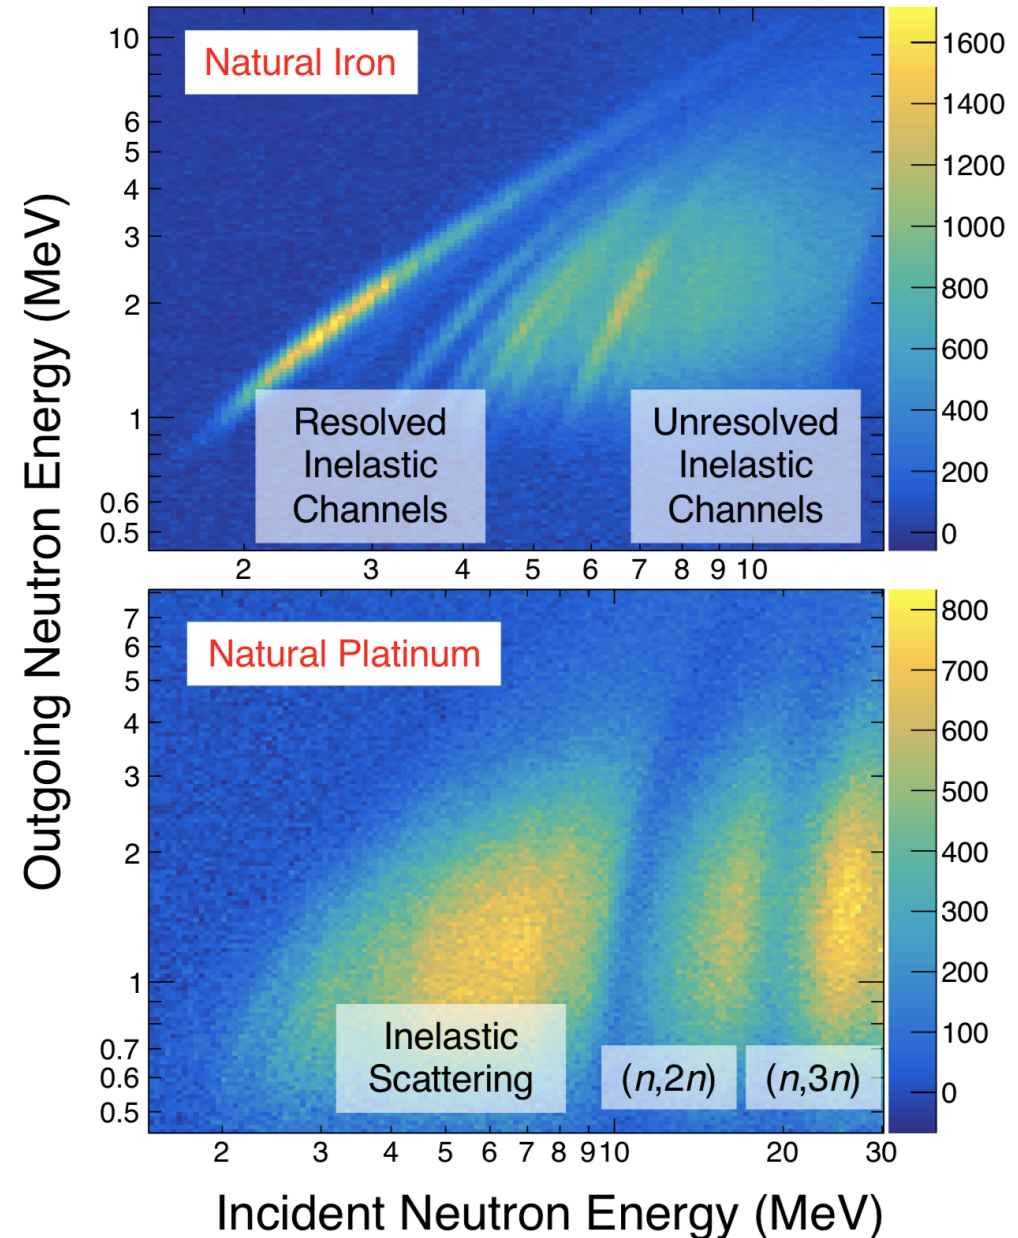 Natural Iron
10
6
5
4
3
2
1
0.6
0.5
Resolved
Inelastic
Channels
Unresolved
Inelastic
Channels
2 3 4 5 6 7 8 9 10
1600
1400
1200
1000
800
600
400
200
0
Outgoing Neutron Energy (MeV)
Natural Platinum
7
6
5
4
3
2
1
0.7
0.6
0.5
Inelastic
Scattering
(n,2n)
(n,3n)
2 3 4 5 6 7 8 9 10 20 30
800
700
600
500
400
300
200
100
0
Incident Neutron Energy (MeV)